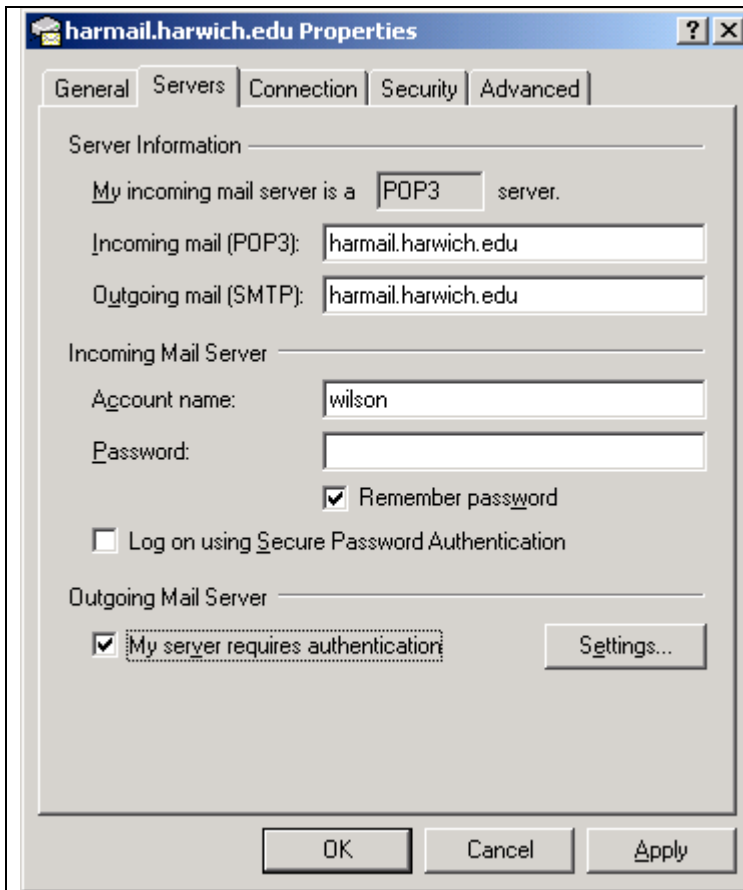 harmail.harwich.edu Properties
General Servers Connection Security Advanced
Server Information
My incoming mail server is a POP3 server.
Incoming mail (POP3): harmail.harwich.edu
Outgoing mail (SMTP): harmail.harwich.edu
Incoming Mail Server
Account name: wilson
Password:
Remember password
Log on using Secure Password Authentication
Outgoing Mail Server
My server requires authentication Settings...
OK Cancel Apply